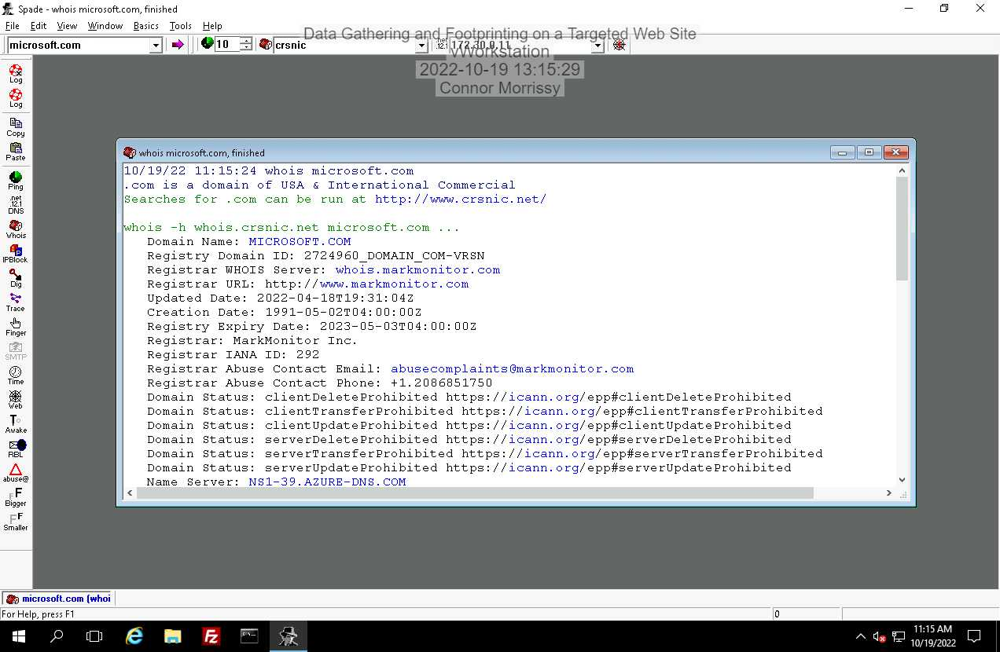 Spade - whois microsoft.com, finished
File Edit View Window Basics Tools Help
Data Gathering and Footprinting on a Targeted Web Site
microsoft.com 10 crsnic .net 12.1 172.30.0.11
vWorkstation
2022-10-19 13:15:29
Connor Morrissy
Log
Log
Copy
Paste
Ping
.net
12.1
DNS
Whois
IPBlock
Dig
Trace
Finger
SMTP
Time
Web
Awake
RBL
abuse@
Bigger
Smaller
whois microsoft.com, finished
10/19/22 11:15:24 whois microsoft.com
.com is a domain of USA & International Commercial
Searches for .com can be run at http://www.crsnic.net/
whois -h whois.crsnic.net microsoft.com ...
Domain Name: MICROSOFT.COM
Registry Domain ID: 2724960_DOMAIN_COM-VRSN
Registrar WHOIS Server: whois.markmonitor.com
Registrar URL: http://www.markmonitor.com
Updated Date: 2022-04-18T19:31:04Z
Creation Date: 1991-05-02T04:00:00Z
Registry Expiry Date: 2023-05-03T04:00:00Z
Registrar: MarkMonitor Inc.
Registrar IANA ID: 292
Registrar Abuse Contact Email: abusecomplaints@markmonitor.com
Registrar Abuse Contact Phone: +1.2086851750
Domain Status: clientDeleteProhibited https://icann.org/epp#clientDeleteProhibited
Domain Status: clientTransferProhibited https://icann.org/epp#clientTransferProhibited
Domain Status: clientUpdateProhibited https://icann.org/epp#clientUpdateProhibited
Domain Status: serverDeleteProhibited https://icann.org/epp#serverDeleteProhibited
Domain Status: serverTransferProhibited https://icann.org/epp#serverTransferProhibited
Domain Status: serverUpdateProhibited https://icann.org/epp#serverUpdateProhibited
Name Server: NS1-39.AZURE-DNS.COM
microsoft.com (whoi
For Help, press F1 0
11:15 AM
10/19/2022